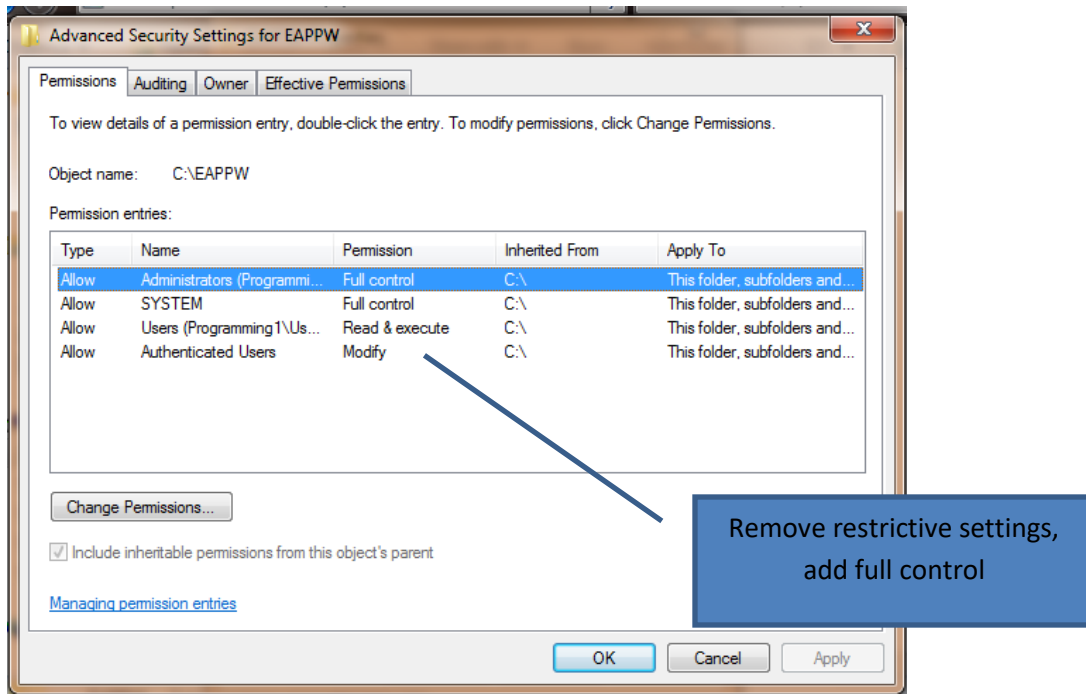 Advanced Security Settings for EAPPW
Permissions Auditing Owner Effective Permissions
To view details of a permission entry, double-click the entry. To modify permissions, click Change Permissions.
Object name: C:\EAPPW
Permission entries:
Type Name Permission Inherited From Apply To
Allow Administrators (Programmi... Full control C:\ This folder, subfolders and...
Allow SYSTEM Full control C:\ This folder, subfolders and...
Allow Users (Programming1\Us... Read & execute C:\ This folder, subfolders and...
Allow Authenticated Users Modify C:\ This folder, subfolders and...
Change Permissions...
Include inheritable permissions from this object's parent
Managing permission entries
Remove restrictive settings,
add full control
OK Cancel Apply